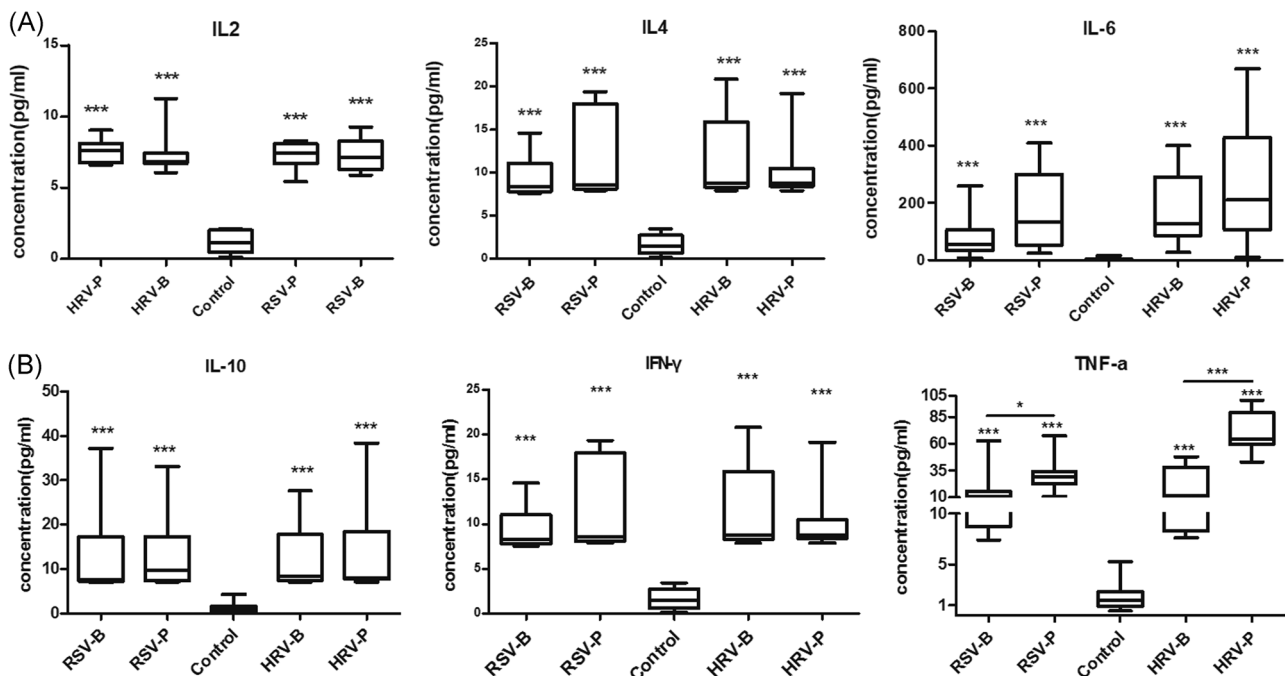 (A)
IL2
concentration(pg/ml)
15
10
5
0
***
***
***
***
HRV-P
HRV-B
Control
RSV-P
RSV-B
IL4
concentration(pg/ml)
25
20
15
10
5
0
***
***
***
***
RSV-B
RSV-P
Control
HRV-B
HRV-P
IL-6
concentration(pg/ml)
800
600
400
200
0
***
***
***
***
RSV-B
RSV-P
Control
HRV-B
HRV-P
(B)
IL-10
concentration(pg/ml)
50
40
30
20
10
0
***
***
***
***
RSV-B
RSV-P
Control
HRV-B
HRV-P
IFN-γ
concentration(pg/ml)
25
20
15
10
5
0
***
***
***
***
RSV-B
RSV-P
Control
HRV-B
HRV-P
TNF-a
concentration(pg/ml)
105
85
60
35
10
10
5
1
*
***
***
***
***
***
RSV-B
RSV-P
Control
HRV-B
HRV-P